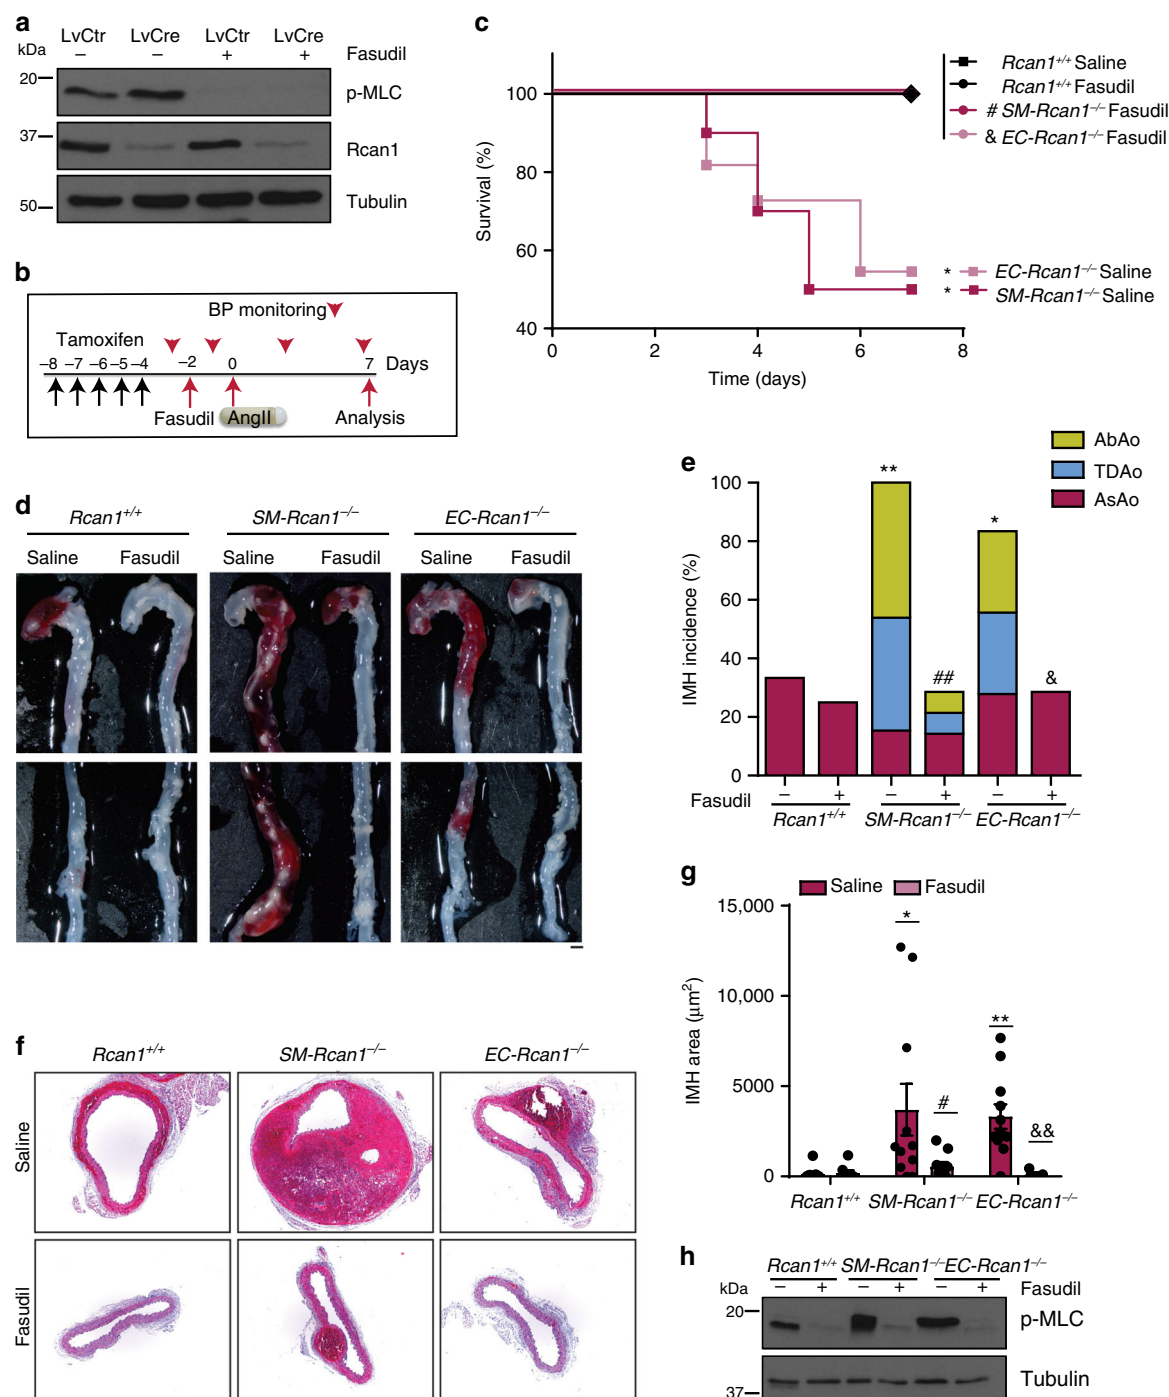 a
LvCtr LvCre LvCtr LvCre
kDa – – + + Fasudil
20 p-MLC
37 Rcan1
50 Tubulin
b
BP monitoring
Tamoxifen
–8 –7 –6 –5 –4 –2 0 7 Days
Fasudil AngII Analysis
c
Survival (%)
100
80
60
40
0 2 4 6 8
Time (days)
Rcan1+/+ Saline
Rcan1+/+ Fasudil
# SM-Rcan1–/– Fasudil
& EC-Rcan1–/– Fasudil
* EC-Rcan1–/– Saline
* SM-Rcan1–/– Saline
d
Rcan1+/+ SM-Rcan1–/– EC-Rcan1–/–
Saline Fasudil Saline Fasudil Saline Fasudil
e
AbAo
TDAo
AsAo
IMH incidence (%)
100
80
60
40
20
0
** ## * &
Fasudil – + – + – +
Rcan1+/+ SM-Rcan1–/– EC-Rcan1–/–
f
Rcan1+/+ SM-Rcan1–/– EC-Rcan1–/–
Saline
Fasudil
g
Saline Fasudil
IMH area (μm2)
15,000
10,000
5000
0
* # ** &&
Rcan1+/+ SM-Rcan1–/– EC-Rcan1–/–
h
Rcan1+/+ SM-Rcan1–/– EC-Rcan1–/–
kDa – + – + – + Fasudil
20 p-MLC
37 Tubulin